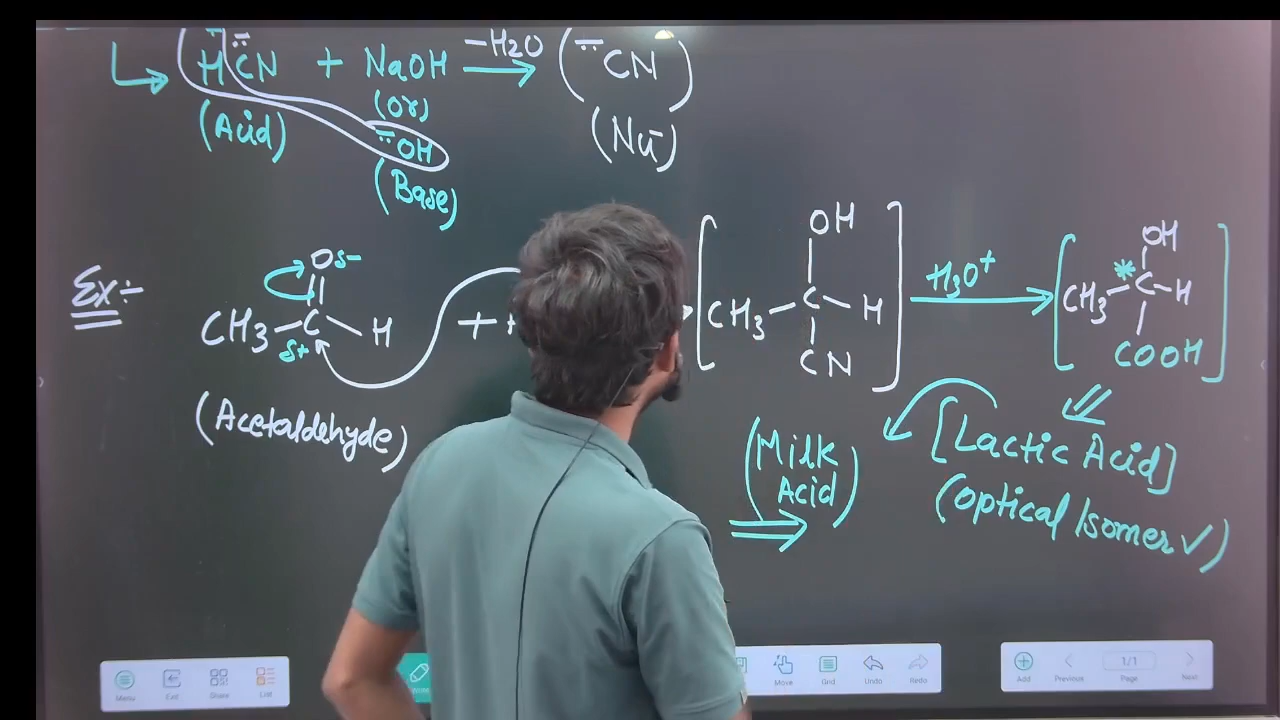 HC̈N + NaOH —H2O→ (⁻:CN)
(Acid) (Or) (Nu⁻)
⁻:OH
(Base)
Ex:-
Oδ-
CH3-C-H
δ+
+
(Acetaldehyde)
OH
CH3-C-H
CN
H3O+
OH
*
CH3-C-H
COOH
[Lactic Acid]
(Milk Acid)
(Optical Isomer ✓)
Menu
Exit
Share
List
Move
Grid
Undo
Redo
Add
Previous
1/1
Page
Next